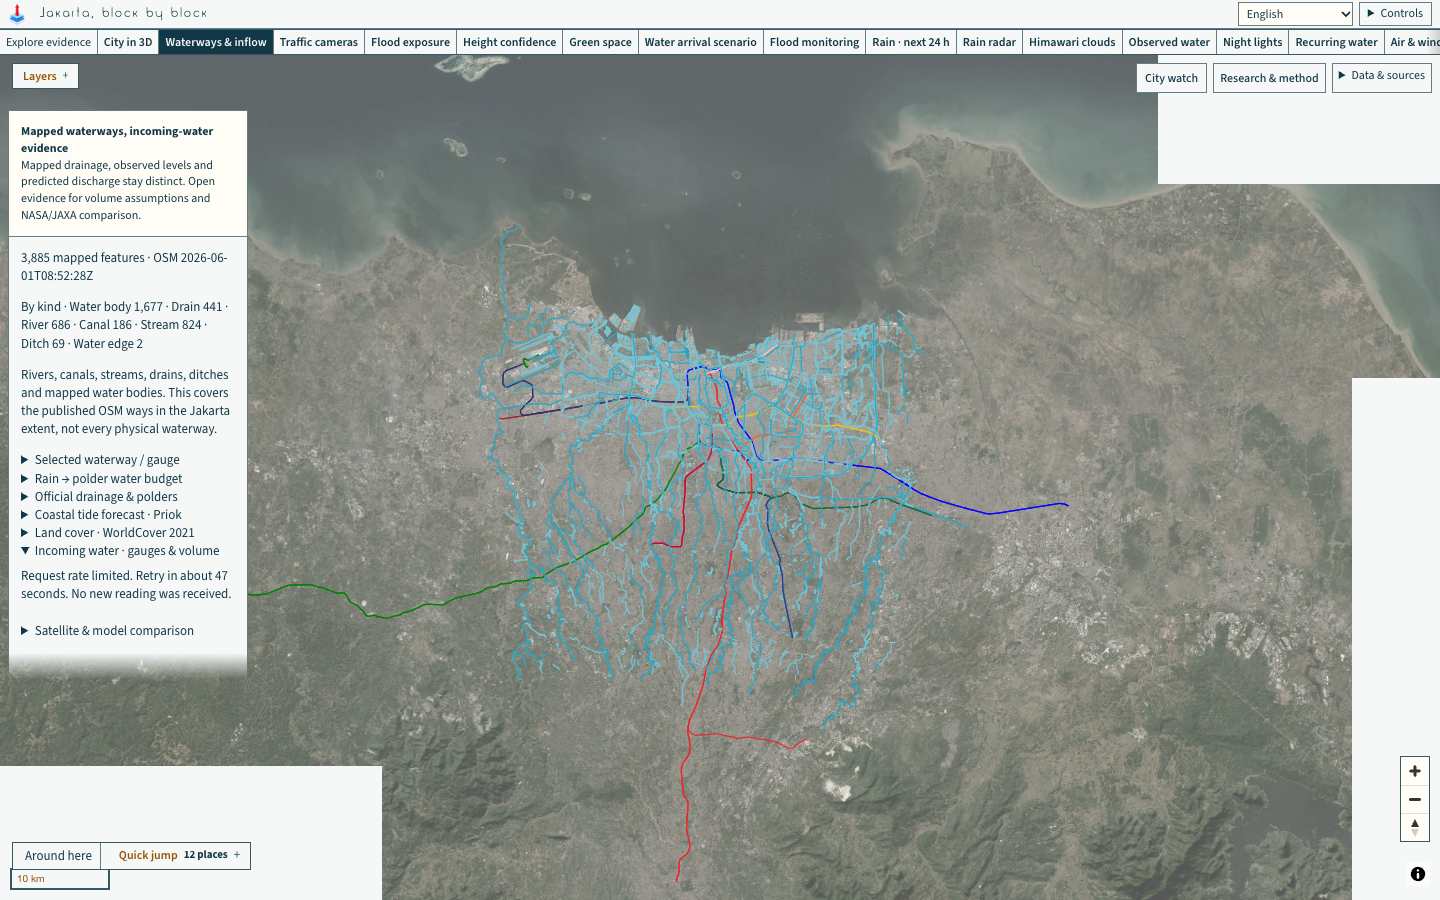 Jakarta, block by block
English
▶ Controls
Explore evidence
City in 3D
Waterways & inflow
Traffic cameras
Flood exposure
Height confidence
Green space
Water arrival scenario
Flood monitoring
Rain · next 24 h
Rain radar
Himawari clouds
Observed water
Night lights
Recurring water
Air & wind
Layers +
City watch
Research & method
▶ Data & sources
Mapped waterways, incoming-water
evidence
Mapped drainage, observed levels and
predicted discharge stay distinct. Open
evidence for volume assumptions and
NASA/JAXA comparison.
3,885 mapped features · OSM 2026-06-
01T08:52:28Z
By kind · Water body 1,677 · Drain 441 ·
River 686 · Canal 186 · Stream 824 ·
Ditch 69 · Water edge 2
Rivers, canals, streams, drains, ditches
and mapped water bodies. This covers
the published OSM ways in the Jakarta
extent, not every physical waterway.
▶ Selected waterway / gauge
▶ Rain → polder water budget
▶ Official drainage & polders
▶ Coastal tide forecast · Priok
▶ Land cover · WorldCover 2021
▼ Incoming water · gauges & volume
Request rate limited. Retry in about 47
seconds. No new reading was received.
▶ Satellite & model comparison
Around here
Quick jump 12 places +
10 km